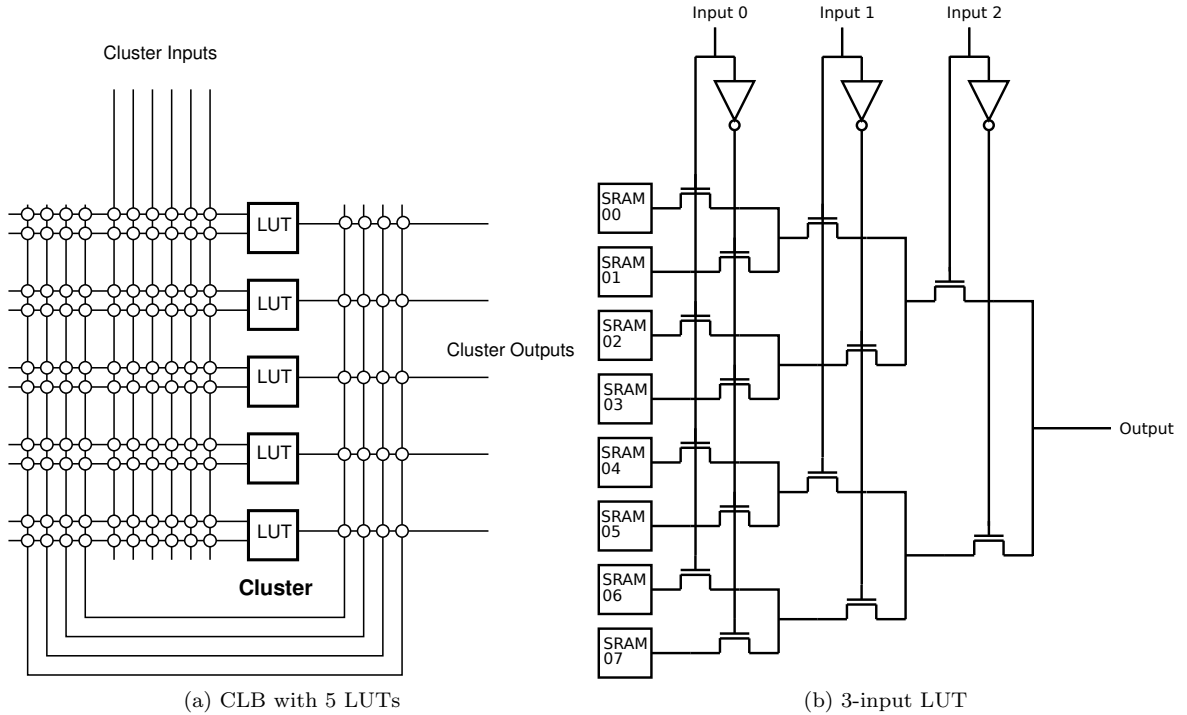 Cluster Inputs
LUT
LUT
LUT
LUT
LUT
Cluster Outputs
Cluster
(a) CLB with 5 LUTs
Input 0
Input 1
Input 2
SRAM
00
SRAM
01
SRAM
02
SRAM
03
SRAM
04
SRAM
05
SRAM
06
SRAM
07
Output
(b) 3-input LUT